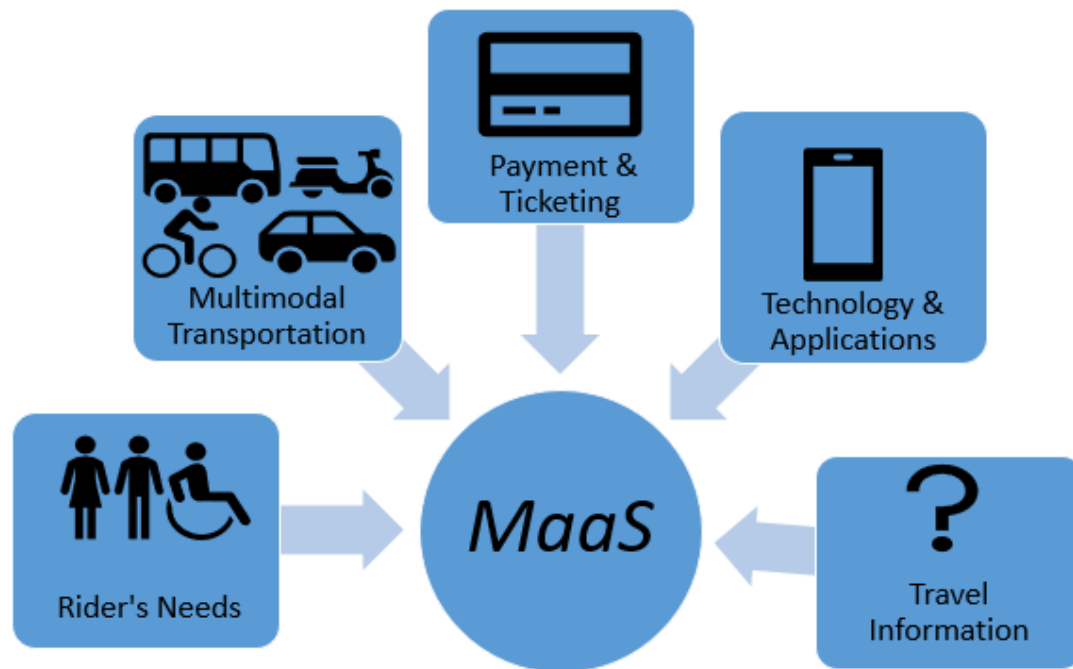 Payment &
Ticketing
Multimodal
Transportation
Technology &
Applications
MaaS
Rider's Needs
?
Travel
Information